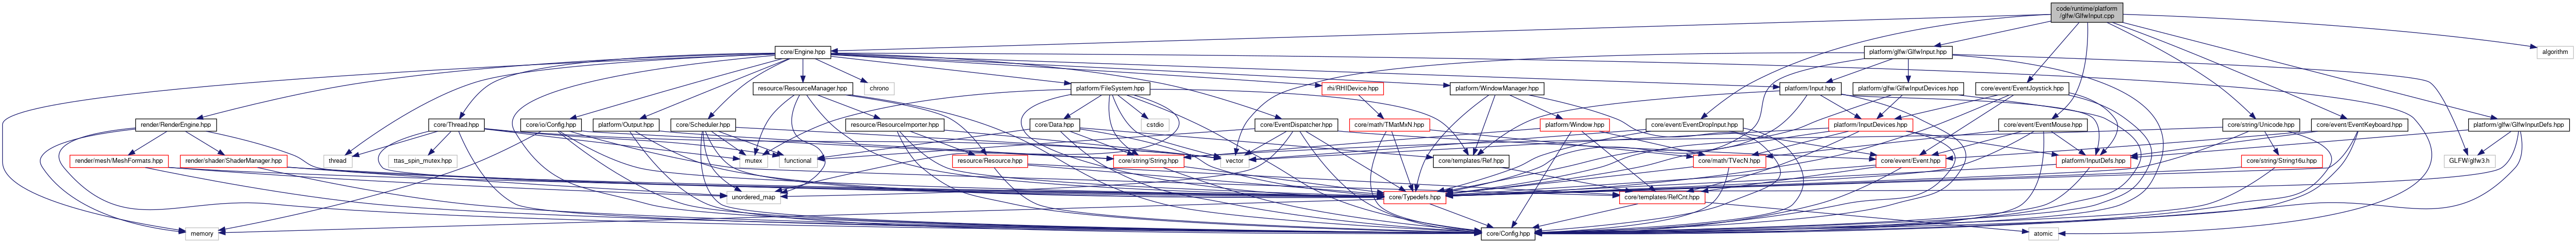 code/runtime/platform
/glfw/GlfwInput.cpp
core/Engine.hpp
platform/glfw/GlfwInput.hpp
algorithm
resource/ResourceManager.hpp
chrono
platform/FileSystem.hpp
rhi/RHIDevice.hpp
platform/WindowManager.hpp
platform/Input.hpp
platform/glfw/GlfwInputDevices.hpp
core/event/EventJoystick.hpp
render/RenderEngine.hpp
core/Thread.hpp
core/io/Config.hpp
platform/Output.hpp
core/Scheduler.hpp
resource/ResourceImporter.hpp
core/Data.hpp
cstdio
core/EventDispatcher.hpp
core/math/TMatMxN.hpp
platform/Window.hpp
core/event/EventDropInput.hpp
platform/InputDevices.hpp
core/event/EventMouse.hpp
core/string/Unicode.hpp
core/event/EventKeyboard.hpp
platform/glfw/GlfwInputDefs.hpp
render/mesh/MeshFormats.hpp
render/shader/ShaderManager.hpp
thread
ttas_spin_mutex.hpp
mutex
functional
core/string/String.hpp
vector
resource/Resource.hpp
core/templates/Ref.hpp
core/math/TVecN.hpp
core/event/Event.hpp
platform/InputDefs.hpp
core/string/String16u.hpp
GLFW/glfw3.h
unordered_map
core/Typedefs.hpp
core/templates/RefCnt.hpp
memory
core/Config.hpp
atomic